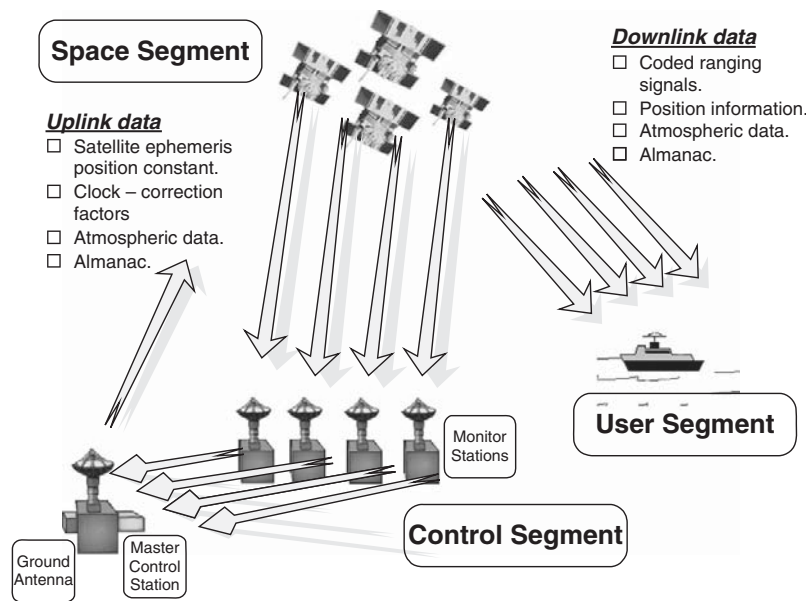 Space Segment
Uplink data
□ Satellite ephemeris
position constant.
□ Clock – correction
factors
□ Atmospheric data.
□ Almanac.
Downlink data
□ Coded ranging
signals.
□ Position information.
□ Atmospheric data.
□ Almanac.
User Segment
Monitor
Stations
Control Segment
Ground
Antenna
Master
Control
Station